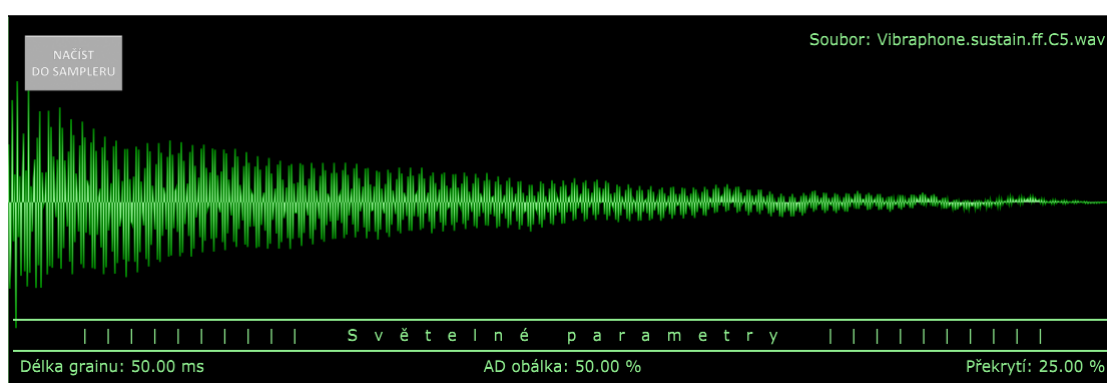 NAČÍST
DO SAMPLERU
Soubor: Vibraphone.sustain.ff.C5.wav
| | | | | | | | | | Světelné parametry | | | | | | | | | |
Délka grainu: 50.00 ms AD obálka: 50.00 % Překrytí: 25.00 %